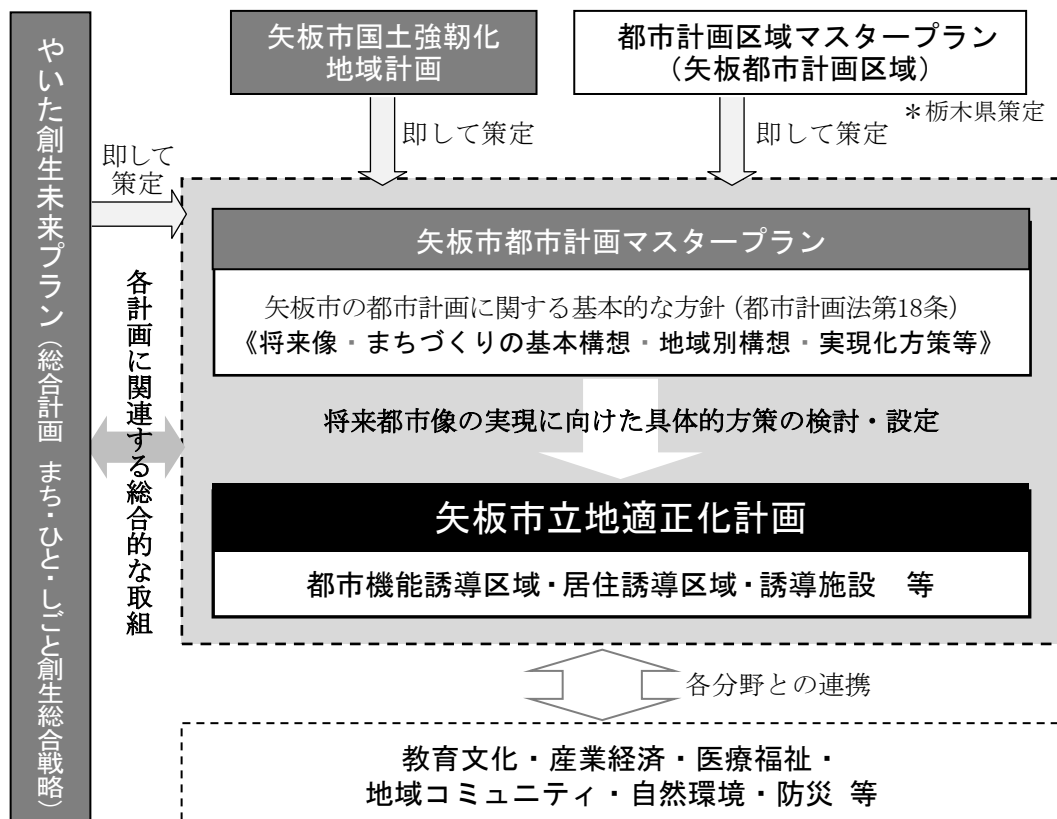 やいた創生未来プラン（総合計画　まち・ひと・しごと創生総合戦略）
矢板市国土強靭化
地域計画
都市計画区域マスタープラン
（矢板都市計画区域）
＊栃木県策定
即して策定
即して策定
即して
策定
各計画に関連する総合的な取組
矢板市都市計画マスタープラン
矢板市の都市計画に関する基本的な方針（都市計画法第18条）
《将来像・まちづくりの基本構想・地域別構想・実現化方策等》
将来都市像の実現に向けた具体的方策の検討・設定
矢板市立地適正化計画
都市機能誘導区域・居住誘導区域・誘導施設　等
各分野との連携
教育文化・産業経済・医療福祉・
地域コミュニティ・自然環境・防災 等